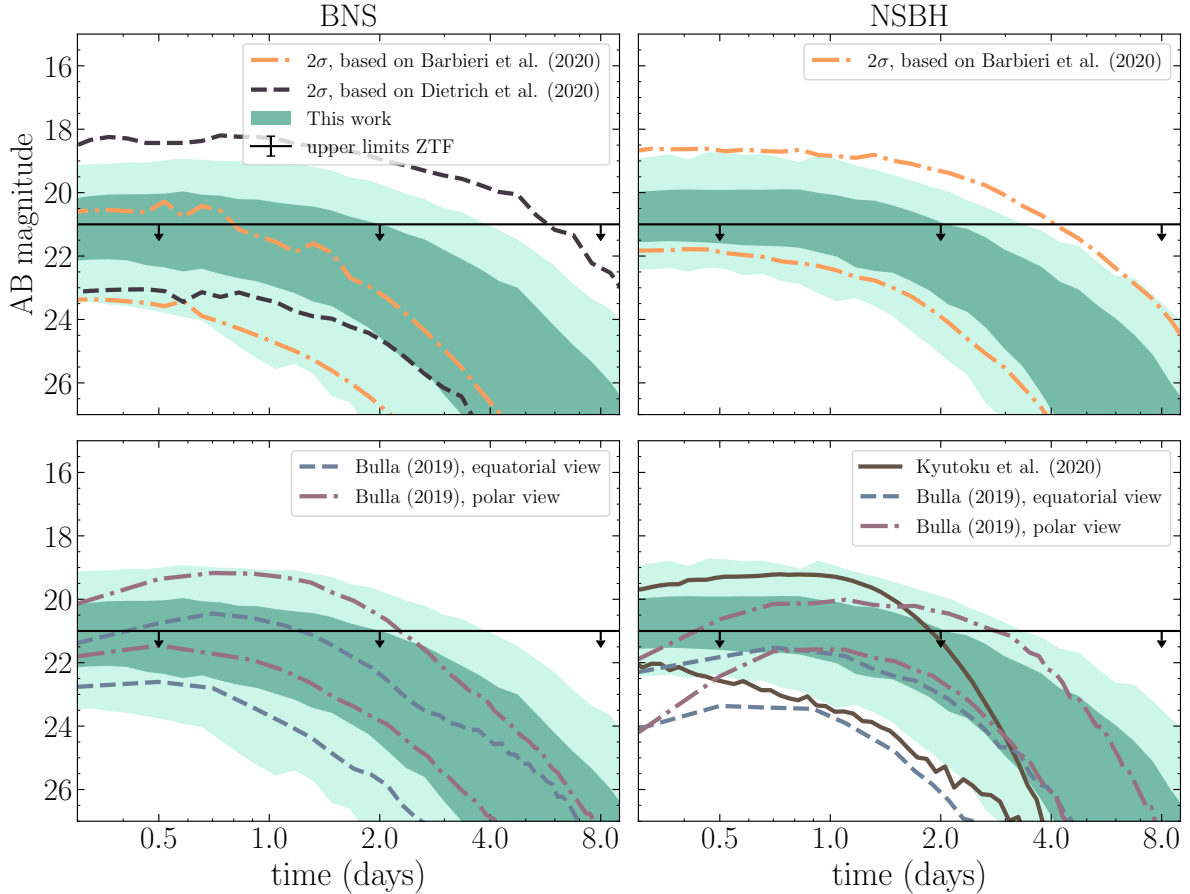 BNS
NSBH
2σ, based on Barbieri et al. (2020)
2σ, based on Dietrich et al. (2020)
This work
upper limits ZTF
2σ, based on Barbieri et al. (2020)
AB magnitude
16
18
20
22
24
26
Bulla (2019), equatorial view
Bulla (2019), polar view
Kyutoku et al. (2020)
Bulla (2019), equatorial view
Bulla (2019), polar view
16
18
20
22
24
26
0.5 1.0 2.0 4.0 8.0
0.5 1.0 2.0 4.0 8.0
time (days)
time (days)